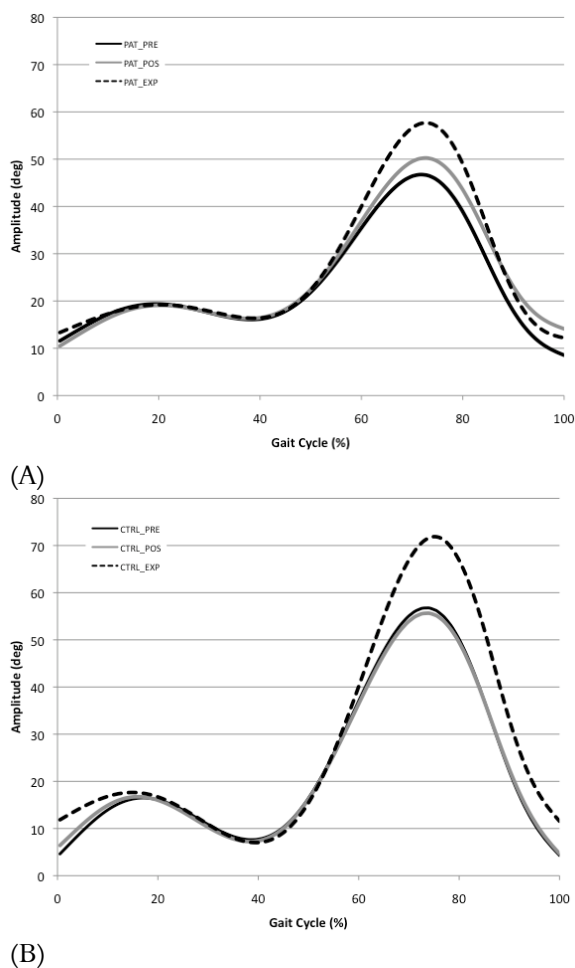 80
PAT_PRE
70
PAT_POS
60
PAT_EXP
50
40
30
20
10
0
Amplitude (deg)
0 20 40 60 80 100
Gait Cycle (%)
(A)
80
CTRL_PRE
70
CTRL_POS
60
CTRL_EXP
50
40
30
20
10
0
Amplitude (deg)
0 20 40 60 80 100
Gait Cycle (%)
(B)